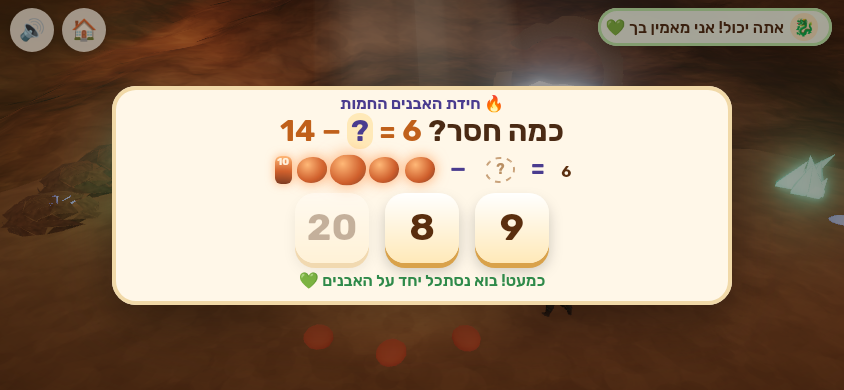 אתה יכול! אני מאמין בך 💚
🔥 חידת האבנים החמות
כמה חסר? 14 − ? = 6
10 − ? = 6
20 8 9
כמעט! בוא נסתכל יחד על האבנים 💚